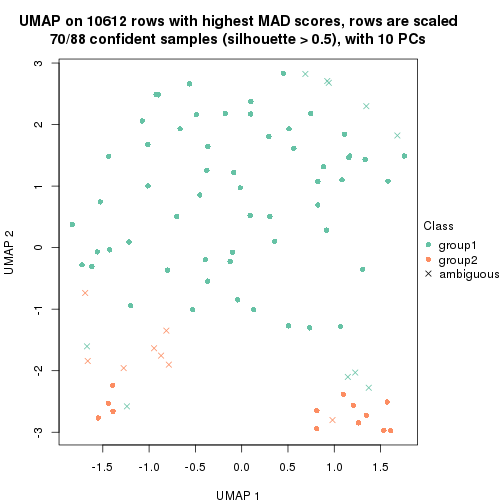 UMAP on 10612 rows with highest MAD scores, rows are scaled
70/88 confident samples (silhouette > 0.5), with 10 PCs
3
2
1
0
-1
-2
-3
UMAP 2
-1.5
-1.0
-0.5
0.0
0.5
1.0
1.5
UMAP 1
Class
group1
group2
ambiguous